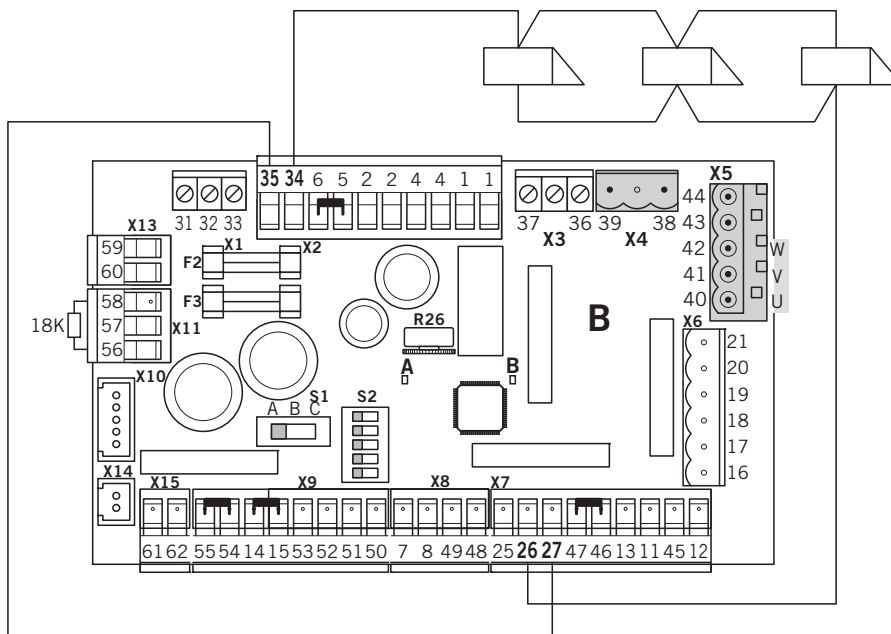 35 34 6 5 2 2 4 4 1 1
31 32 33
37 36
39 38
X5
44
43
42 W
41 V
40 U
X13
59
60
X1
X2
F2
F3
X3
X4
58
57
56
18K
X11
R26
A
B
B
X6
21
20
19
18
17
16
X10
S1
A B C
S2
X14
X15
X9
X8
X7
61 62 55 54 14 15 53 52 51 50 7 8 49 48 25 26 27 47 46 13 11 45 12